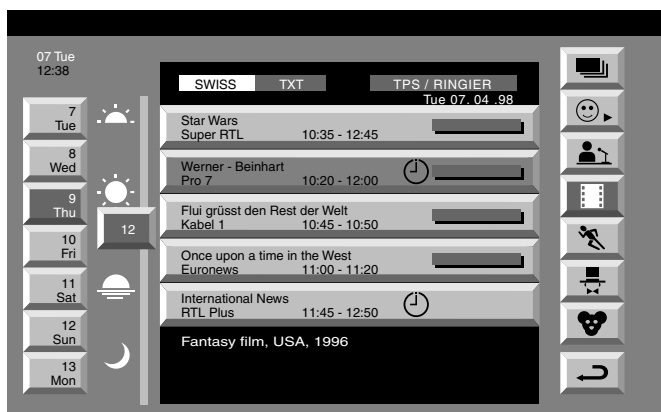 07 Tue
12:38
SWISS TXT TPS / RINGIER
Tue 07. 04 .98
7
Tue
8
Wed
9
Thu
10
Fri
11
Sat
12
Sun
13
Mon
12
Star Wars
Super RTL 10:35 - 12:45
Werner - Beinhart
Pro 7 10:20 - 12:00
Flui grüsst den Rest der Welt
Kabel 1 10:45 - 10:50
Once upon a time in the West
Euronews 11:00 - 11:20
International News
RTL Plus 11:45 - 12:50
Fantasy film, USA, 1996